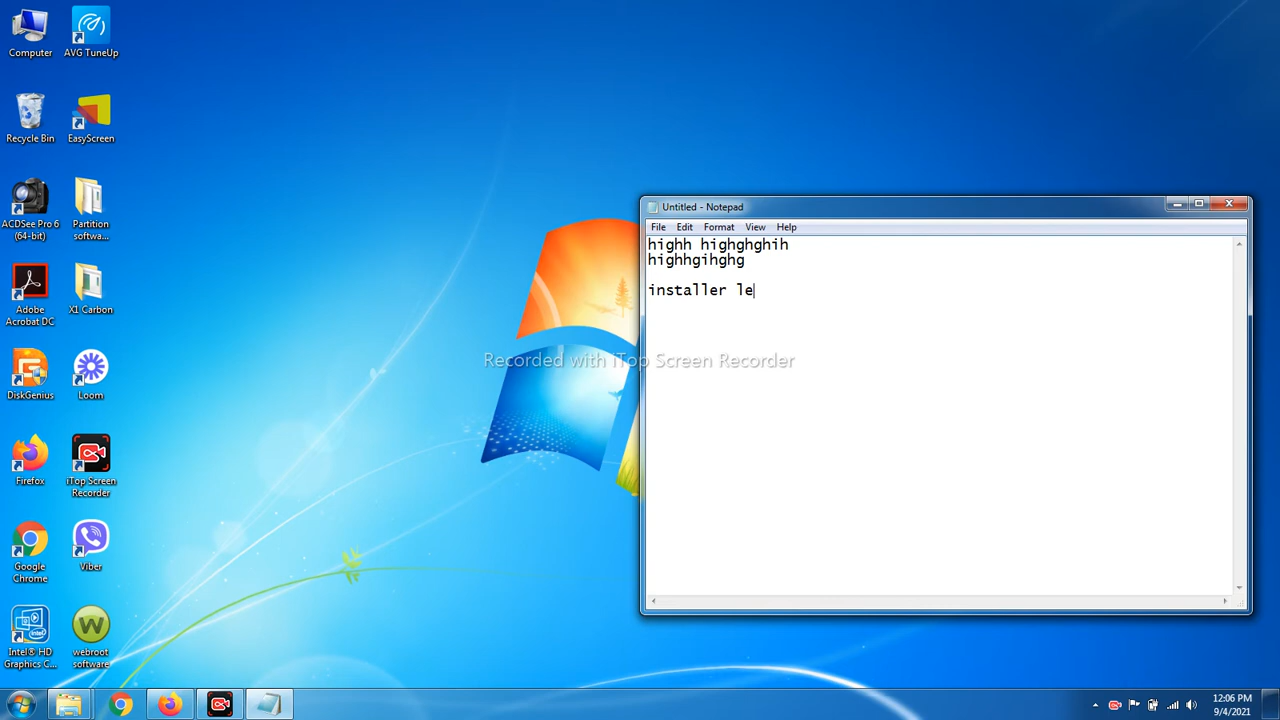 Computer
AVG TuneUp
Recycle Bin
EasyScreen
ACDSee Pro 6
(64-bit)
Partition
softwa...
Adobe
Acrobat DC
X1 Carbon
DiskGenius
Loom
Firefox
iTop Screen
Recorder
Google
Chrome
Viber
Intel® HD
Graphics C...
webroot
software
Untitled - Notepad
File Edit Format View Help
highh highghghih
highhgihghg
installer le
Recorded with iTop Screen Recorder
12:06 PM
9/4/2021